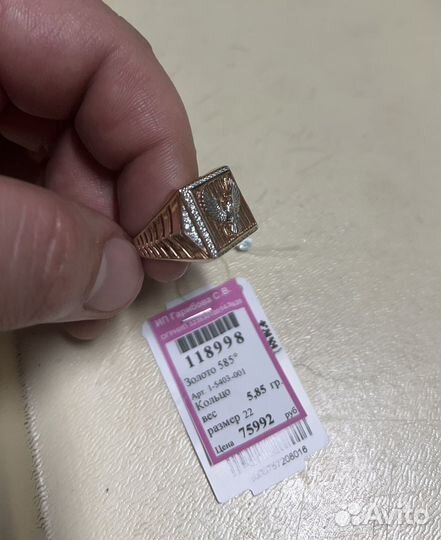 ИП Гарибова С.В.
118998
Золото 585°
Арт. 1-5403-001
Кольцо
вес 5,85 гр.
размер 22
Цена 75992 руб
Avito